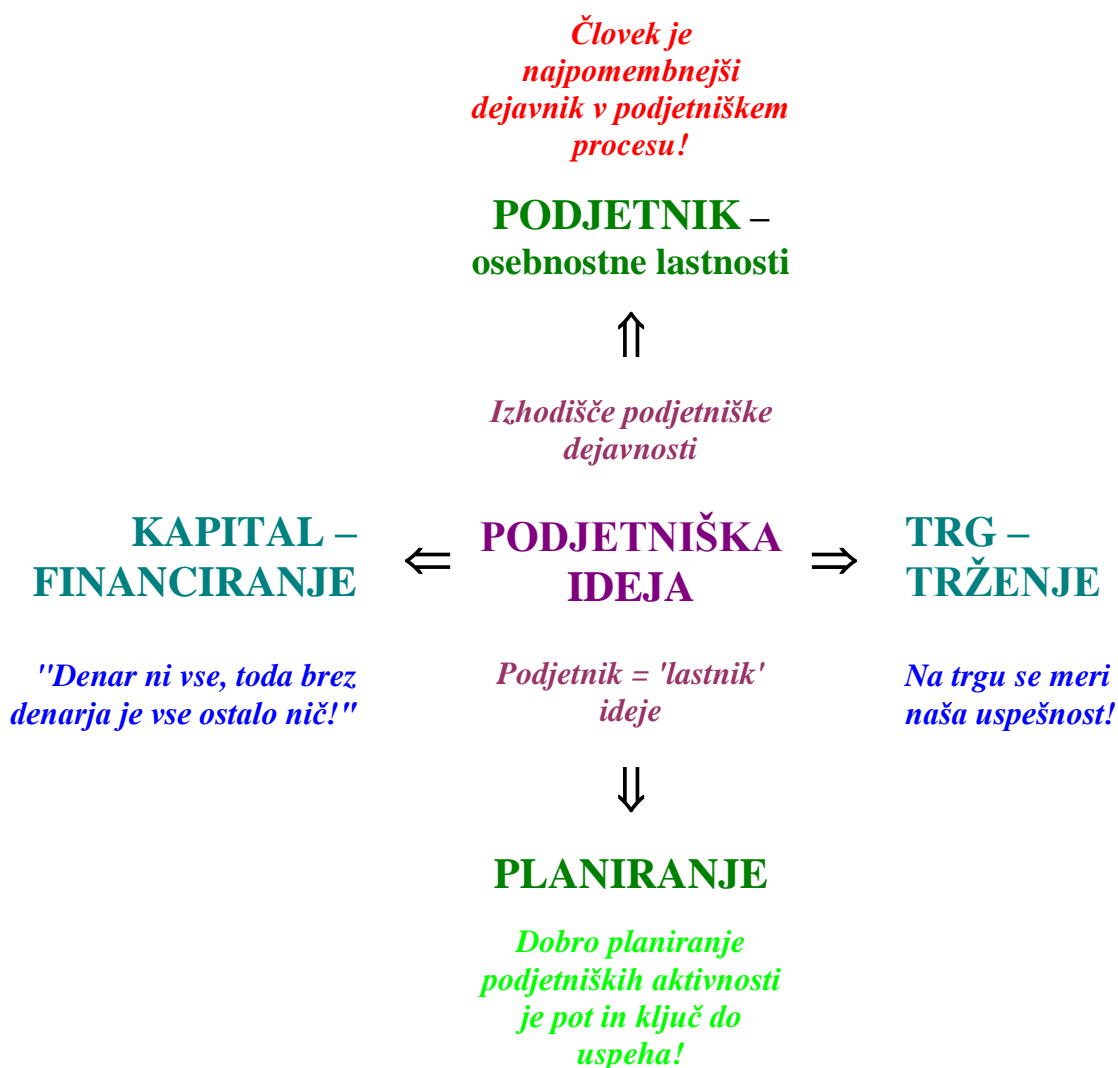 Človek je
najpomembnejši
dejavnik v podjetniškem
procesu!
PODJETNIK –
osebnostne lastnosti
⇑
Izhodišče podjetniške
dejavnosti
KAPITAL –
FINANCIRANJE
⇐
PODJETNIŠKA
IDEJA
⇒
TRG –
TRŽENJE
"Denar ni vse, toda brez
denarja je vse ostalo nič!"
Podjetnik = 'lastnik'
ideje
Na trgu se meri
naša uspešnost!
⇓
PLANIRANJE
Dobro planiranje
podjetniških aktivnosti
je pot in ključ do
uspeha!